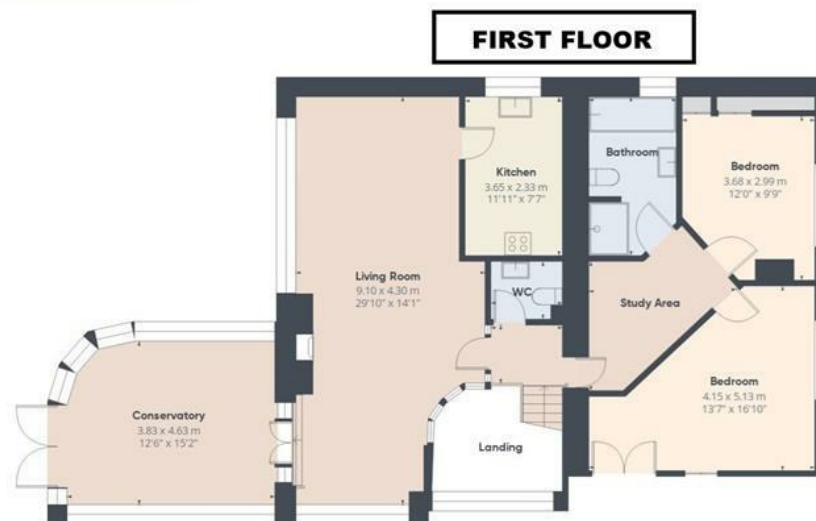 FIRST FLOOR
Kitchen
3.65 x 2.33 m
11'11" x 7'7"
Bathroom
Bedroom
3.68 x 2.99 m
12'0" x 9'9"
Living Room
9.10 x 4.30 m
29'10" x 14'1"
WC
Study Area
Bedroom
4.15 x 5.13 m
13'7" x 16'10"
Conservatory
3.83 x 4.63 m
12'6" x 15'2"
Landing